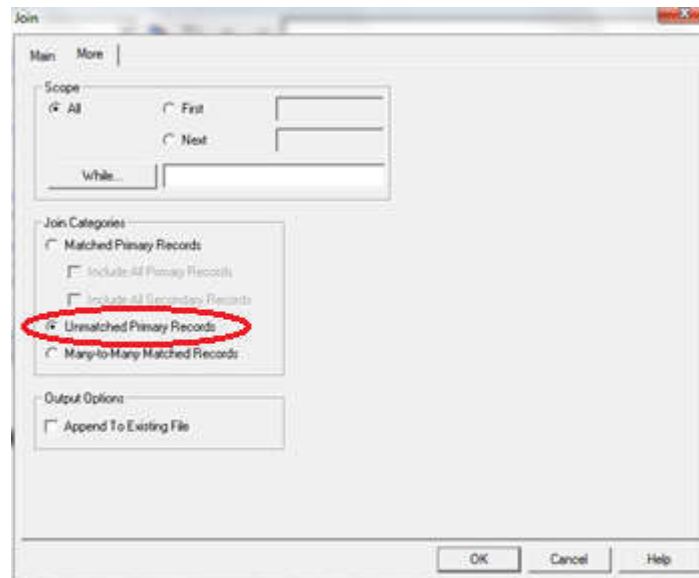 Join
Main More
Scope
All First
Next
While...
Join Categories
Matched Primary Records
Include All Primary Records
Include All Secondary Records
Unmatched Primary Records
Many-to-Many Matched Records
Output Options
Append To Existing File
OK Cancel Help